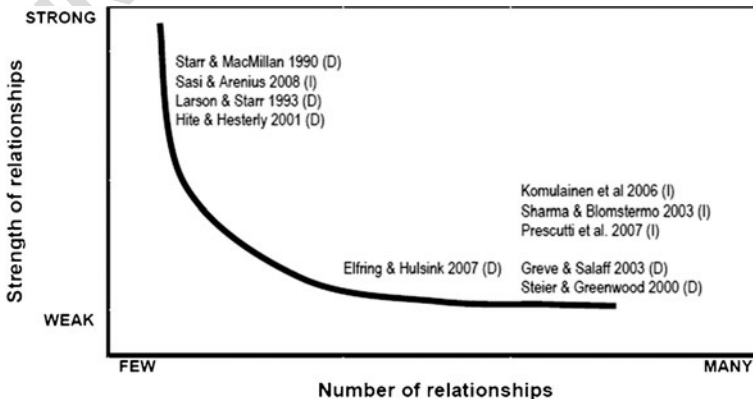 STRONG
Starr & MacMillan 1990 (D)
Sasi & Arenius 2008 (I)
Larson & Starr 1993 (D)
Hite & Hesterly 2001 (D)
Strength of relationships
Komulainen et al 2006 (I)
Sharma & Blomstermo 2003 (I)
Prescutti et al. 2007 (I)
Elfring & Hulsink 2007 (D)
Greve & Salaff 2003 (D)
Steier & Greenwood 2000 (D)
WEAK
FEW
MANY
Number of relationships